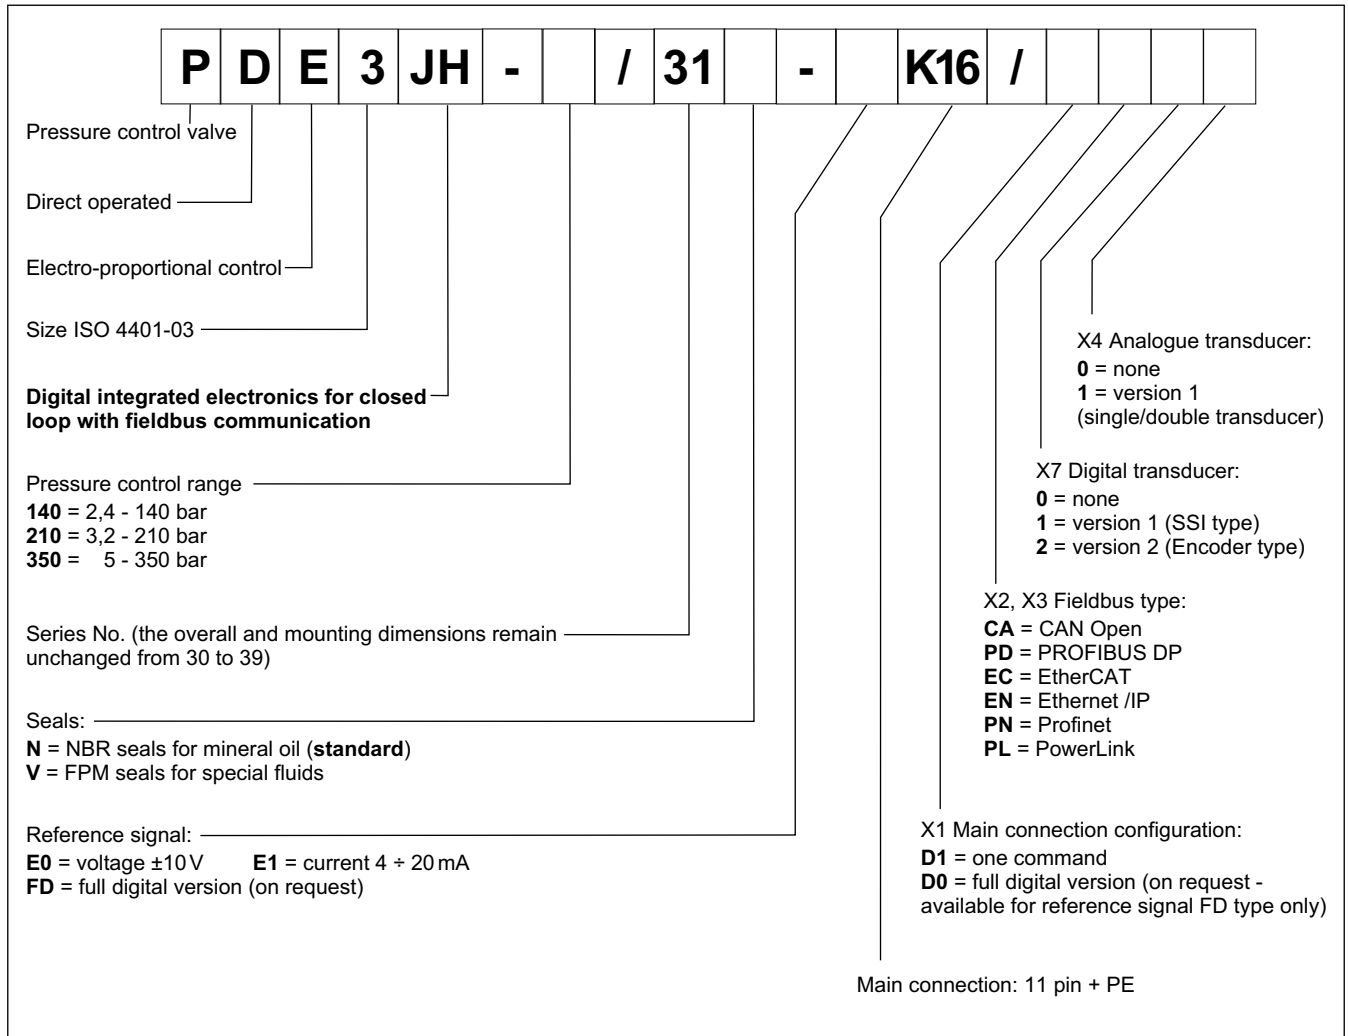 P D E 3 JH - / 31 - K16 /
Pressure control valve
Direct operated
Electro-proportional control
Size ISO 4401-03
Digital integrated electronics for closed
loop with fieldbus communication
Pressure control range
140 = 2,4 - 140 bar
210 = 3,2 - 210 bar
350 = 5 - 350 bar
Series No. (the overall and mounting dimensions remain
unchanged from 30 to 39)
Seals:
N = NBR seals for mineral oil (standard)
V = FPM seals for special fluids
Reference signal:
E0 = voltage ±10 V E1 = current 4 ÷ 20 mA
FD = full digital version (on request)
X4 Analogue transducer:
0 = none
1 = version 1
(single/double transducer)
X7 Digital transducer:
0 = none
1 = version 1 (SSI type)
2 = version 2 (Encoder type)
X2, X3 Fieldbus type:
CA = CAN Open
PD = PROFIBUS DP
EC = EtherCAT
EN = Ethernet /IP
PN = Profinet
PL = PowerLink
X1 Main connection configuration:
D1 = one command
D0 = full digital version (on request -
available for reference signal FD type only)
Main connection: 11 pin + PE